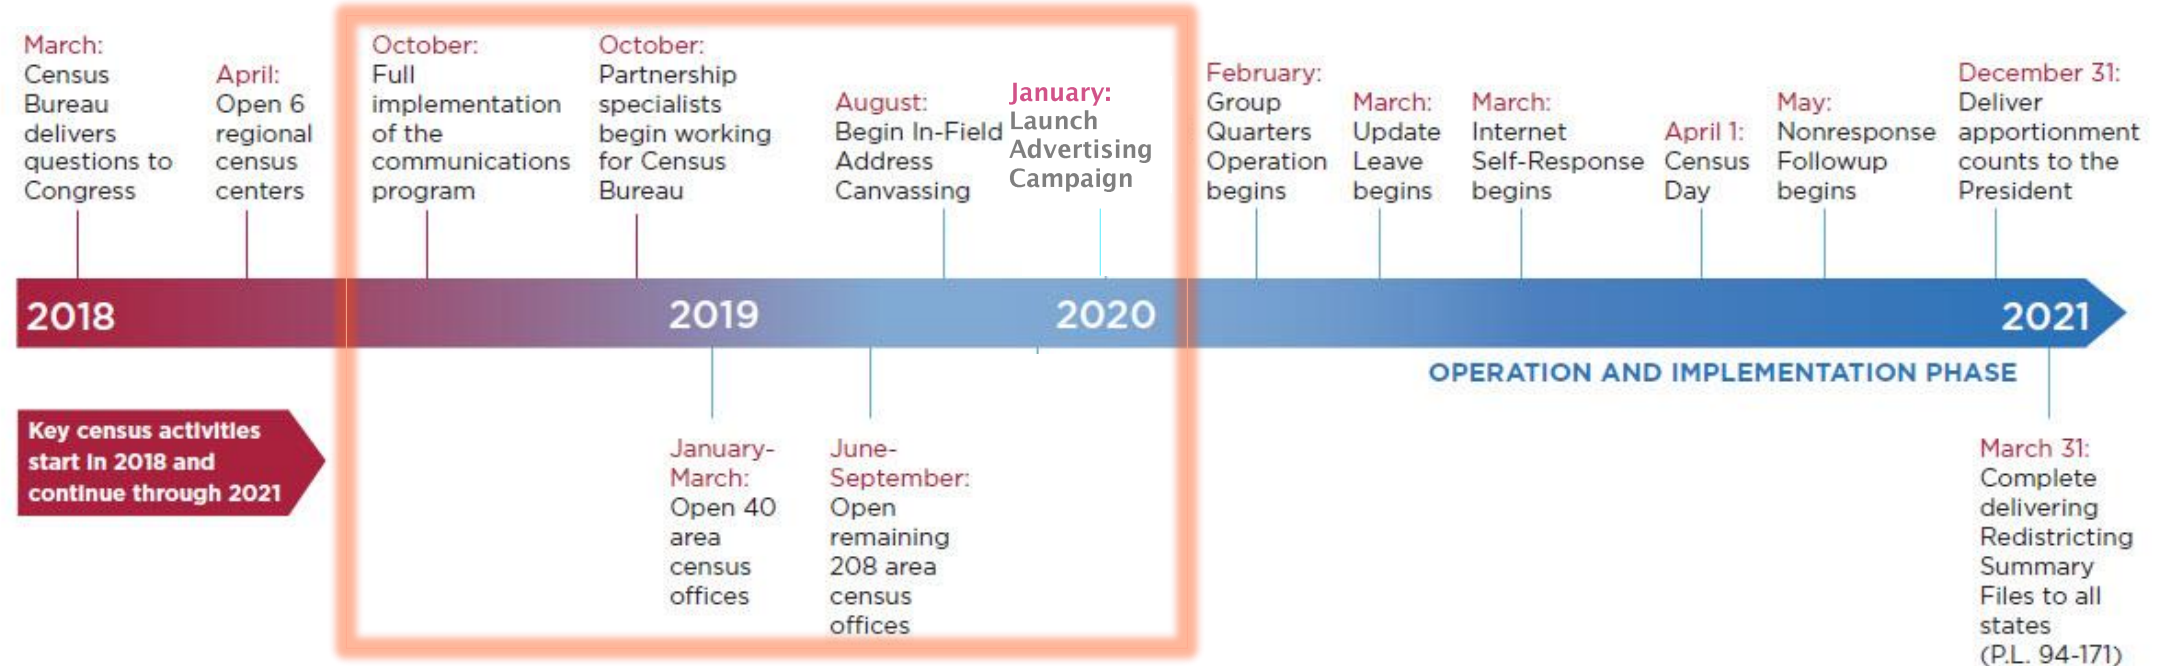 March:
Census
Bureau
delivers
questions to
Congress
April:
Open 6
regional
census
centers
October:
Full
implementation
of the
communications
program
October:
Partnership
specialists
begin working
for Census
Bureau
August:
Begin In-Field
Address
Canvassing
January:
Launch
Advertising
Campaign
February:
Group
Quarters
Operation
begins
March:
Update
Leave
begins
March:
Internet
Self-Response
begins
April 1:
Census
Day
May:
Nonresponse
Followup
begins
December 31:
Deliver
apportionment
counts to the
President
2018
2019
2020
2021
OPERATION AND IMPLEMENTATION PHASE
Key census activities
start in 2018 and
continue through 2021
January-
March:
Open 40
area
census
offices
June-
September:
Open
remaining
208 area
census
offices
March 31:
Complete
delivering
Redistricting
Summary
Files to all
states
(P.L. 94-171)